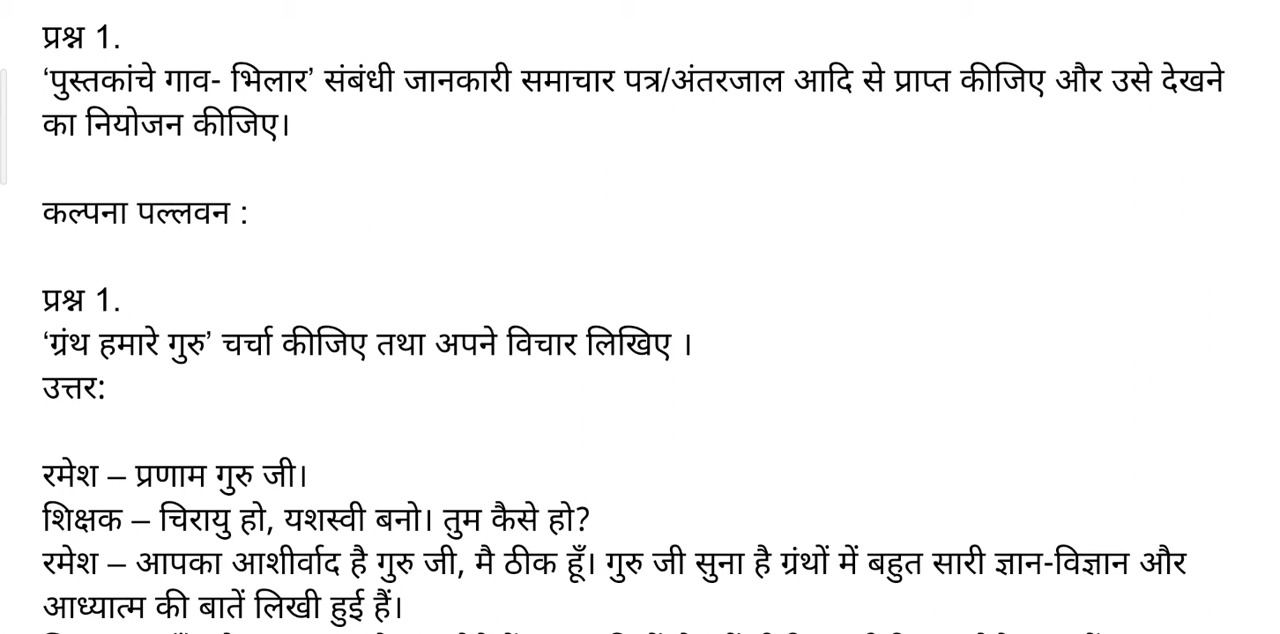 प्रश्न 1.
‘पुस्तकांचे गाव- भिलार’ संबंधी जानकारी समाचार पत्र/अंतरजाल आदि से प्राप्त कीजिए और उसे देखने
का नियोजन कीजिए।
कल्पना पल्लवन :
प्रश्न 1.
‘ग्रंथ हमारे गुरु’ चर्चा कीजिए तथा अपने विचार लिखिए ।
उत्तर:
रमेश – प्रणाम गुरु जी।
शिक्षक – चिरायु हो, यशस्वी बनो। तुम कैसे हो?
रमेश – आपका आशीर्वाद है गुरु जी, मै ठीक हूँ। गुरु जी सुना है ग्रंथों में बहुत सारी ज्ञान-विज्ञान और
आध्यात्म की बातें लिखी हुई हैं।